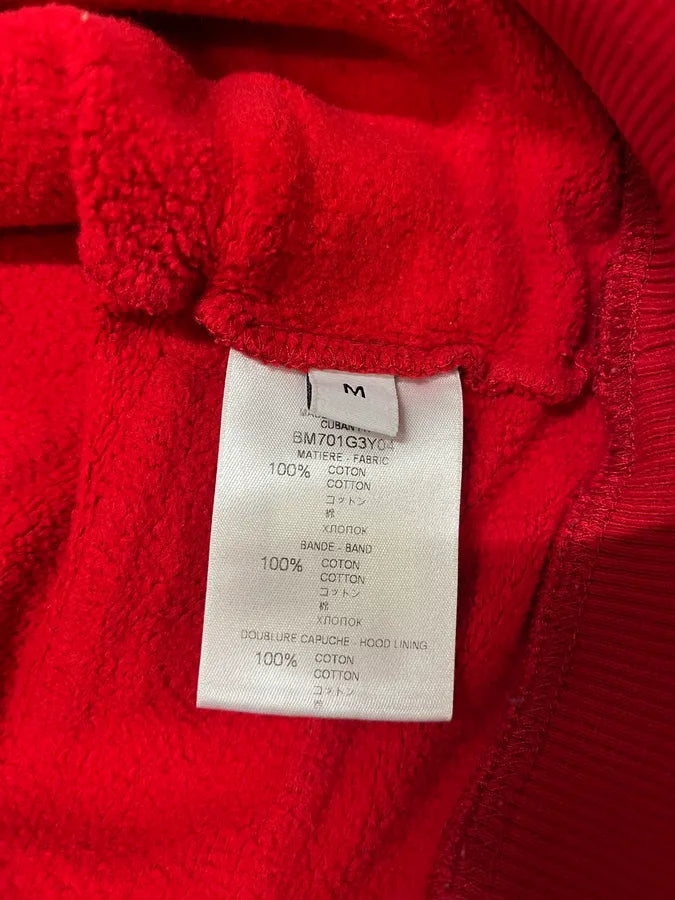 M
CUBAN
BM701G3Y04
MATIERE - FABRIC
100% COTON
COTTON
コットン
棉
ХЛОПОК
BANDE - BAND
100% COTON
COTTON
コットン
棉
ХЛОПОК
DOUBLURE CAPUCHE - HOOD LINING
100% COTON
COTTON
コットン